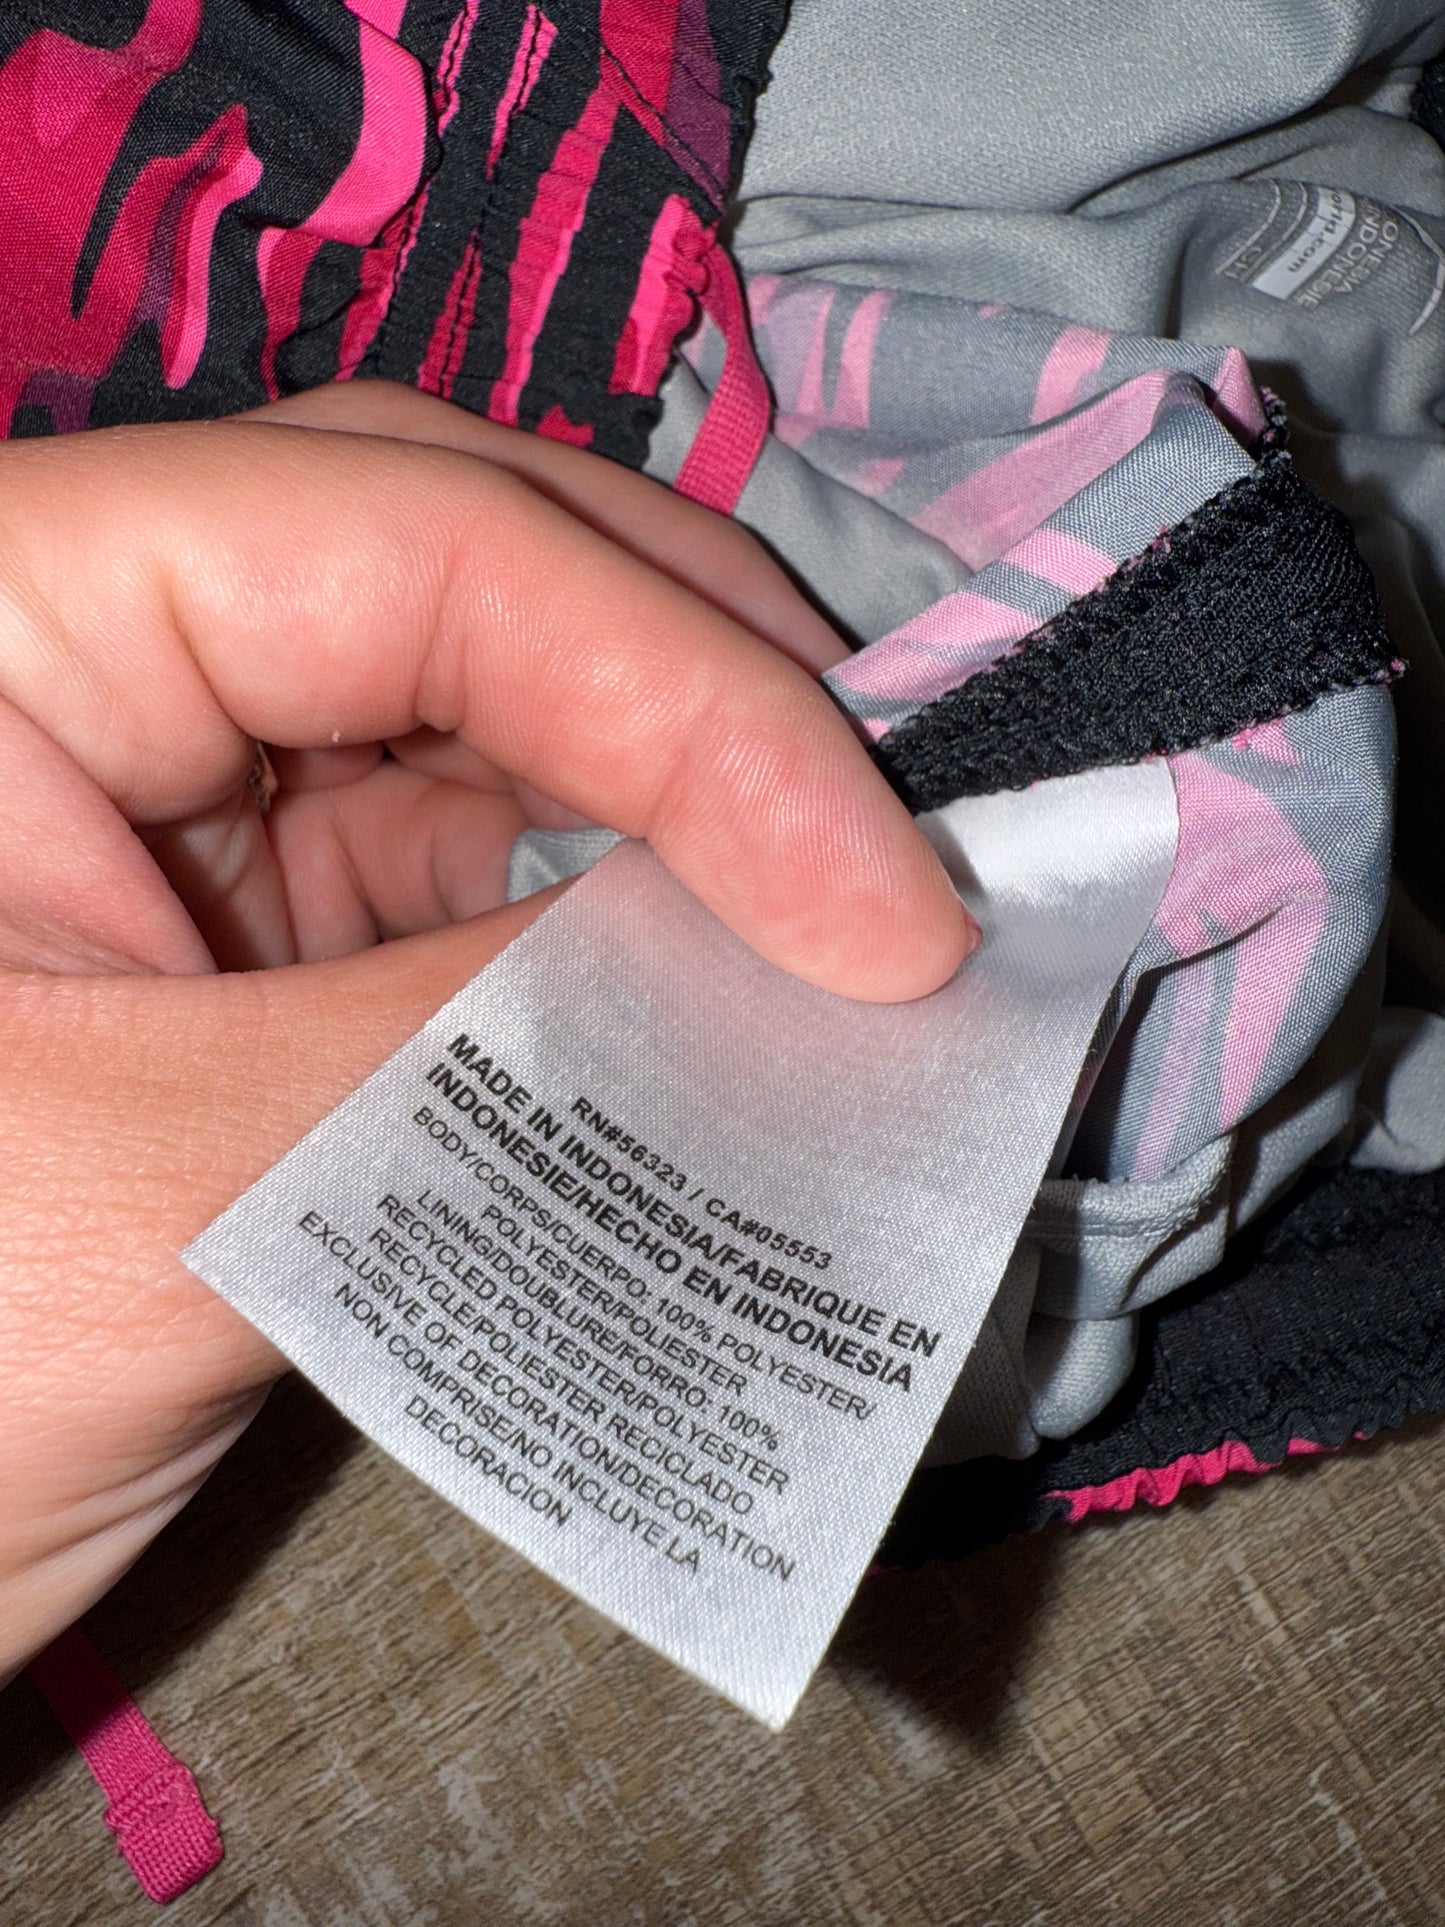 RN#56323 / CA#05553
MADE IN INDONESIA/FABRIQUE EN
INDONESIE/HECHO EN INDONESIA
BODY/CORPS/CUERPO: 100% POLYESTER/
POLYESTER/POLIESTER
LINING/DOUBLURE/FORRO: 100%
RECYCLED POLYESTER/POLYESTER
RECYCLE/POLIESTER RECICLADO
EXCLUSIVE OF DECORATION/DECORATION
NON COMPRISE/NO INCLUYE LA
DECORACION